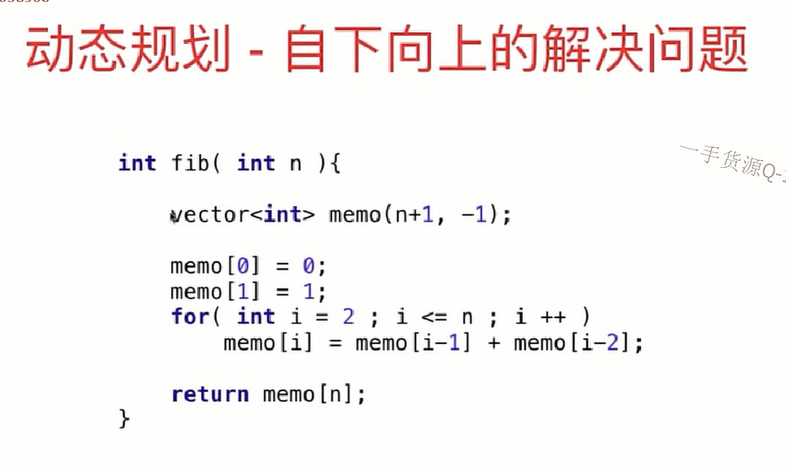 动态规划 - 自下向上的解决问题
一手货源Q-
int fib( int n ){
vector<int> memo(n+1, -1);
memo[0] = 0;
memo[1] = 1;
for( int i = 2 ; i <= n ; i ++ )
memo[i] = memo[i-1] + memo[i-2];
return memo[n];
}